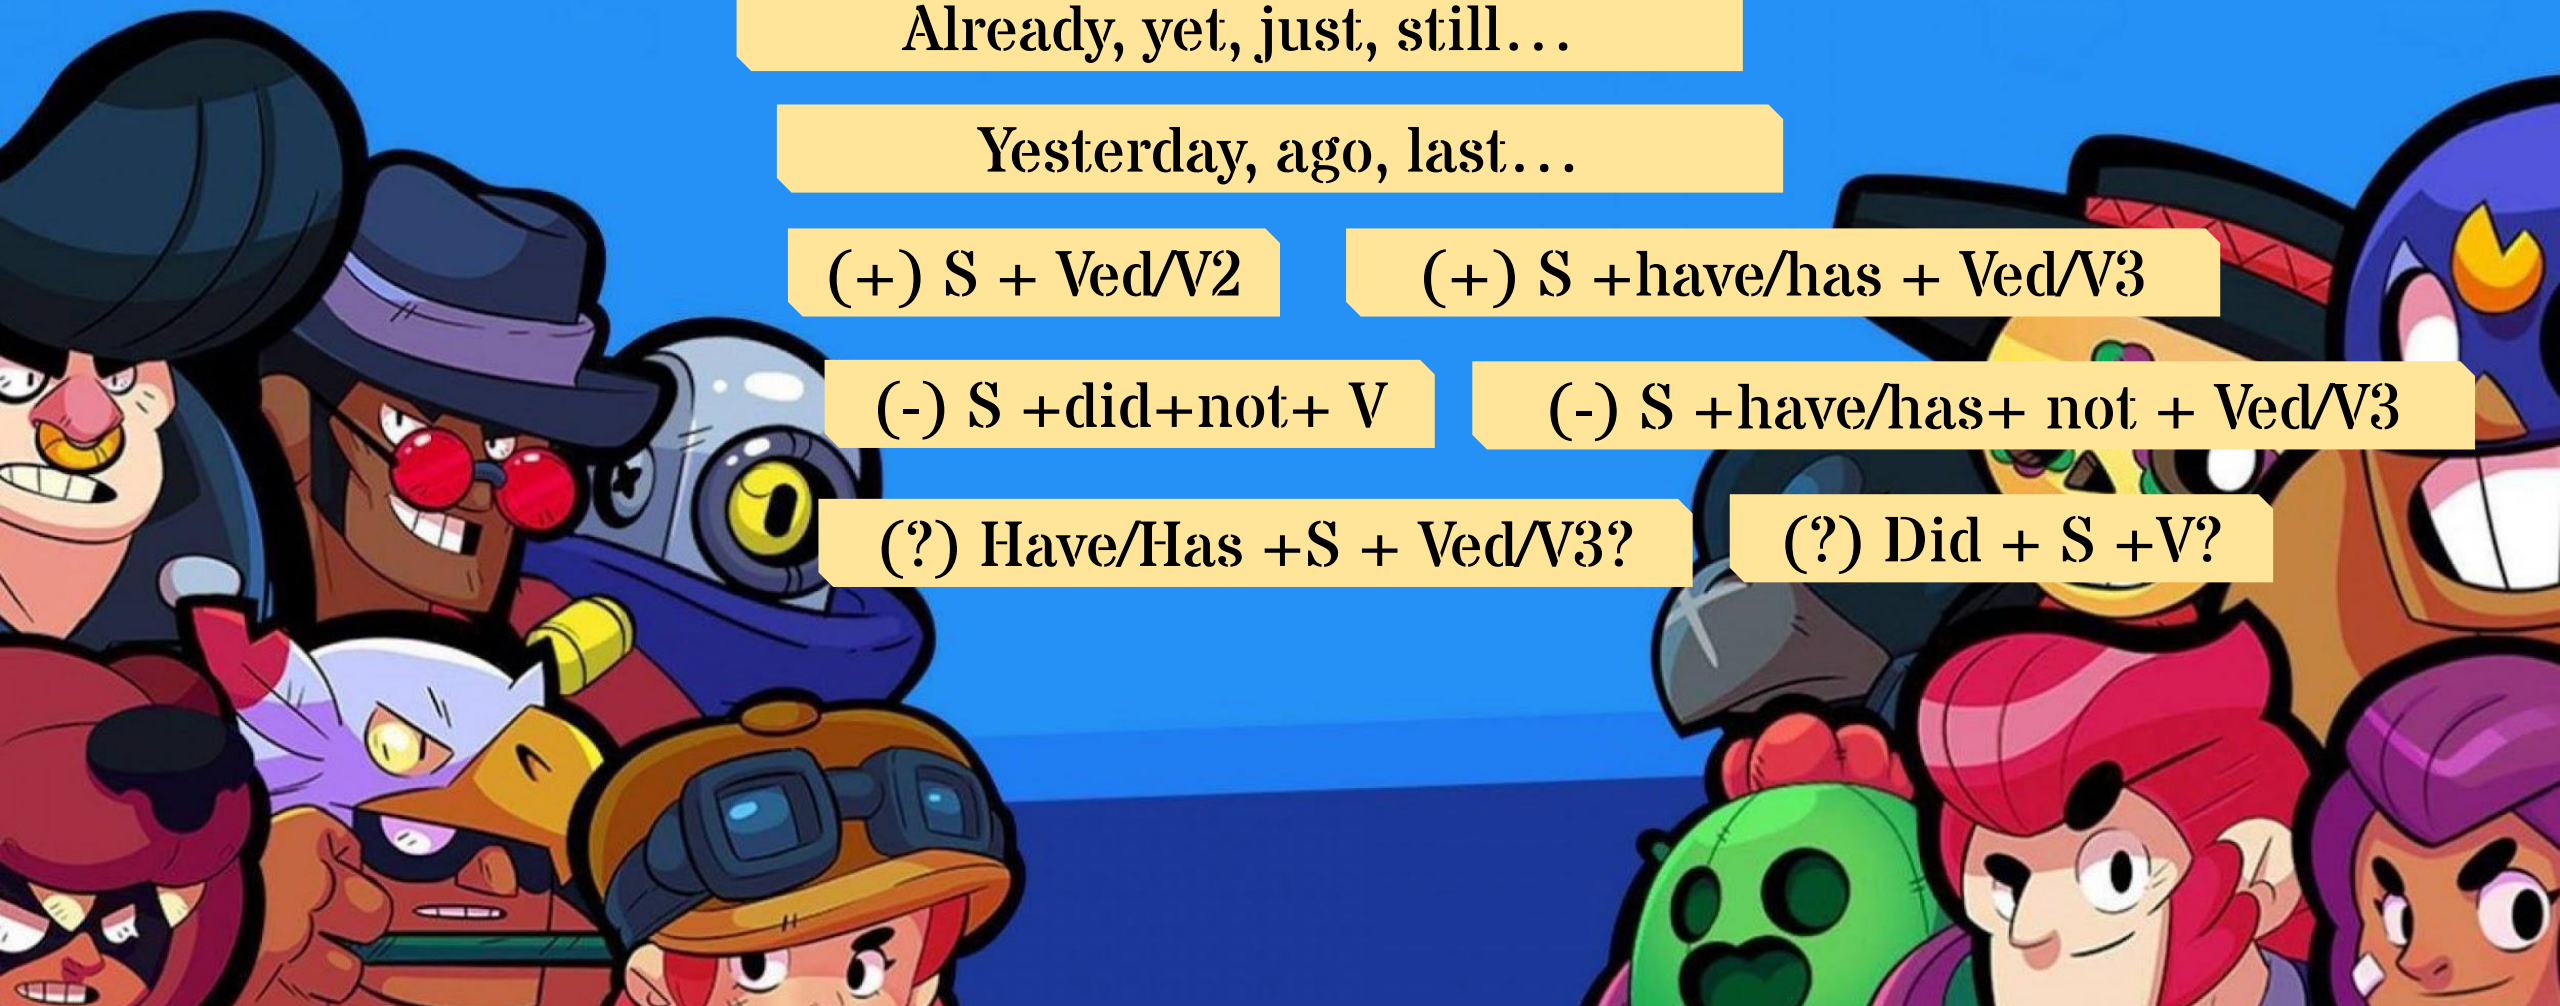 Already, yet, just, still...
Yesterday, ago, last...
(+) S + Ved/V2
(+) S +have/has + Ved/V3
(-) S +did+not+ V
(-) S +have/has+ not + Ved/V3
(?) Have/Has +S + Ved/V3?
(?) Did + S +V?